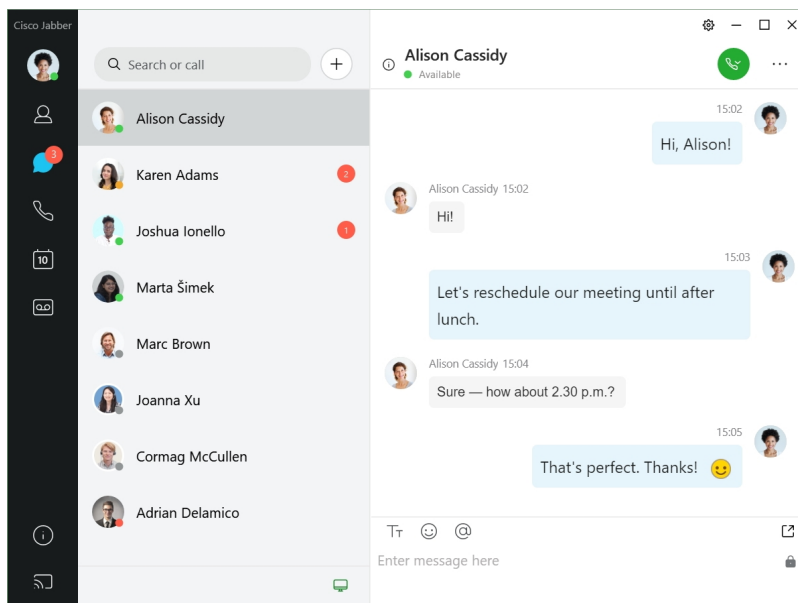 Cisco Jabber
Search or call
Alison Cassidy
Available
3
10
Alison Cassidy
Karen Adams
2
Joshua Ionello
1
Marta Šimek
Marc Brown
Joanna Xu
Cormag McCullen
Adrian Delamico
15:02
Hi, Alison!
Alison Cassidy 15:02
Hi!
15:03
Let's reschedule our meeting until after
lunch.
Alison Cassidy 15:04
Sure — how about 2.30 p.m.?
15:05
That's perfect. Thanks!
Tт
@
Enter message here